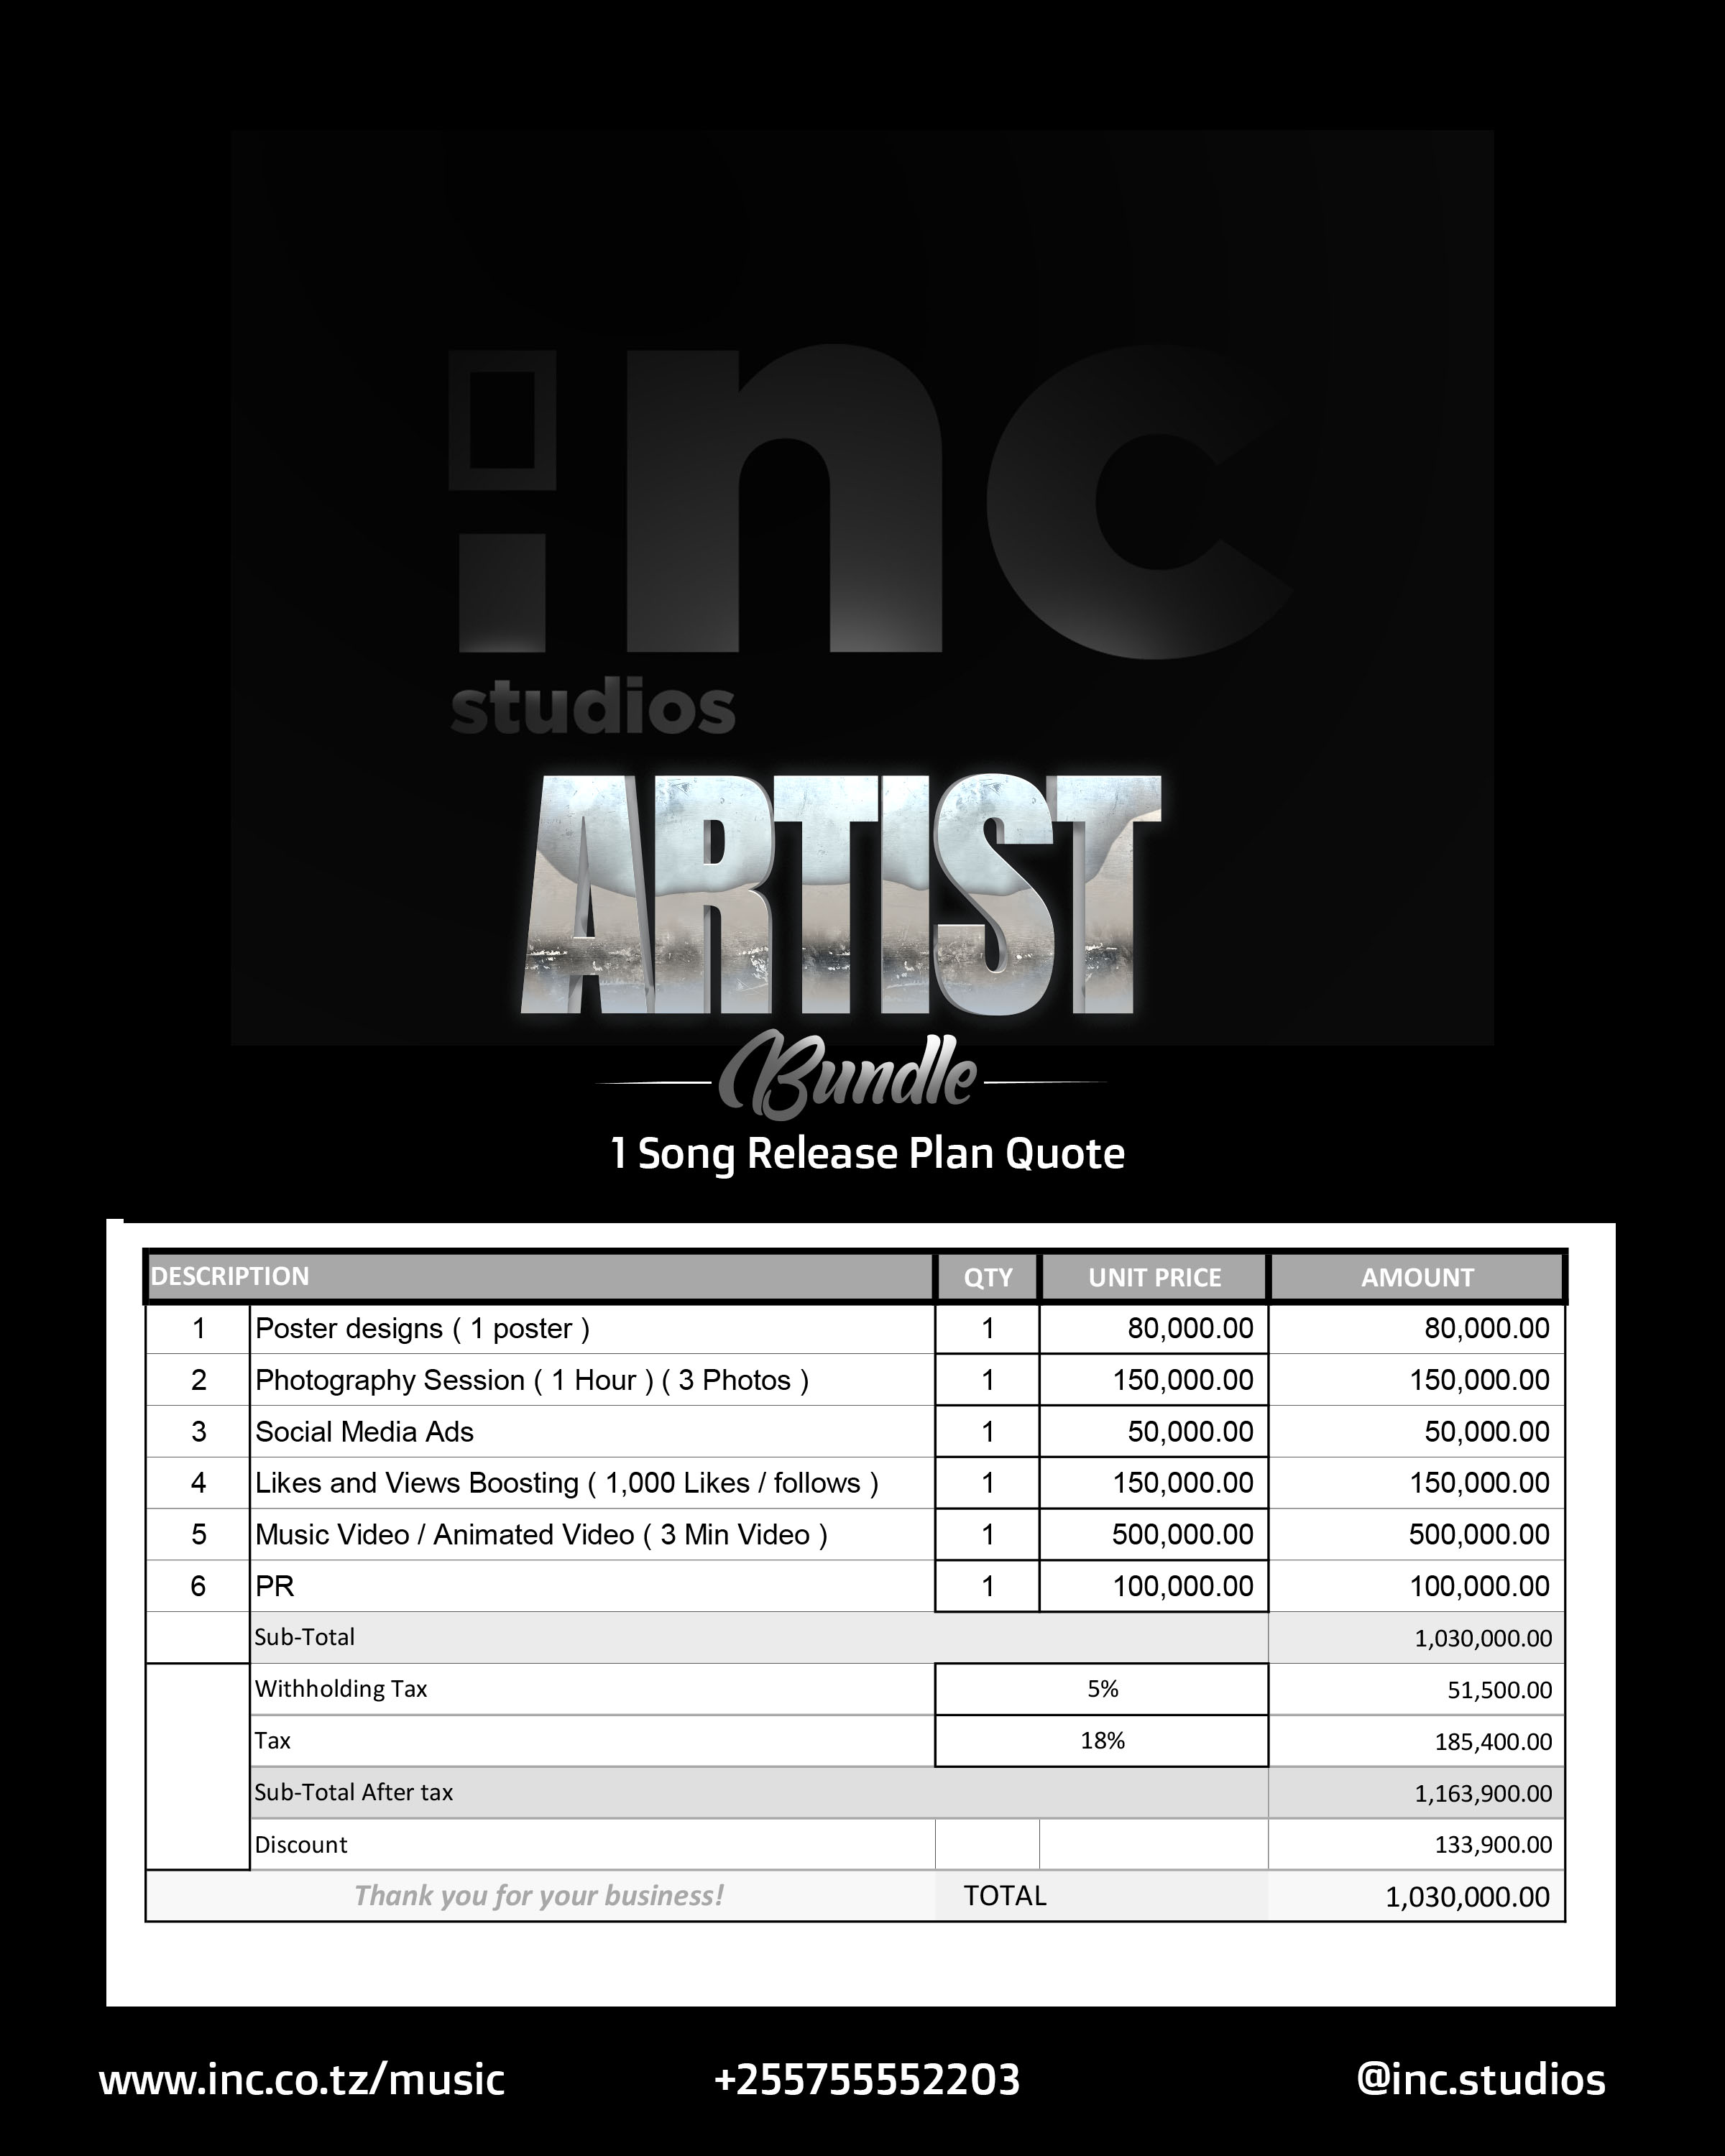 inc
studios
ARTIST
Bundle
1 Song Release Plan Quote
DESCRIPTION QTY UNIT PRICE AMOUNT
1 Poster designs ( 1 poster ) 1 80,000.00 80,000.00
2 Photography Session ( 1 Hour ) ( 3 Photos ) 1 150,000.00 150,000.00
3 Social Media Ads 1 50,000.00 50,000.00
4 Likes and Views Boosting ( 1,000 Likes / follows ) 1 150,000.00 150,000.00
5 Music Video / Animated Video ( 3 Min Video ) 1 500,000.00 500,000.00
6 PR 1 100,000.00 100,000.00
Sub-Total 1,030,000.00
Withholding Tax 5% 51,500.00
Tax 18% 185,400.00
Sub-Total After tax 1,163,900.00
Discount 133,900.00
Thank you for your business! TOTAL 1,030,000.00
www.inc.co.tz/music +255755552203 @inc.studios